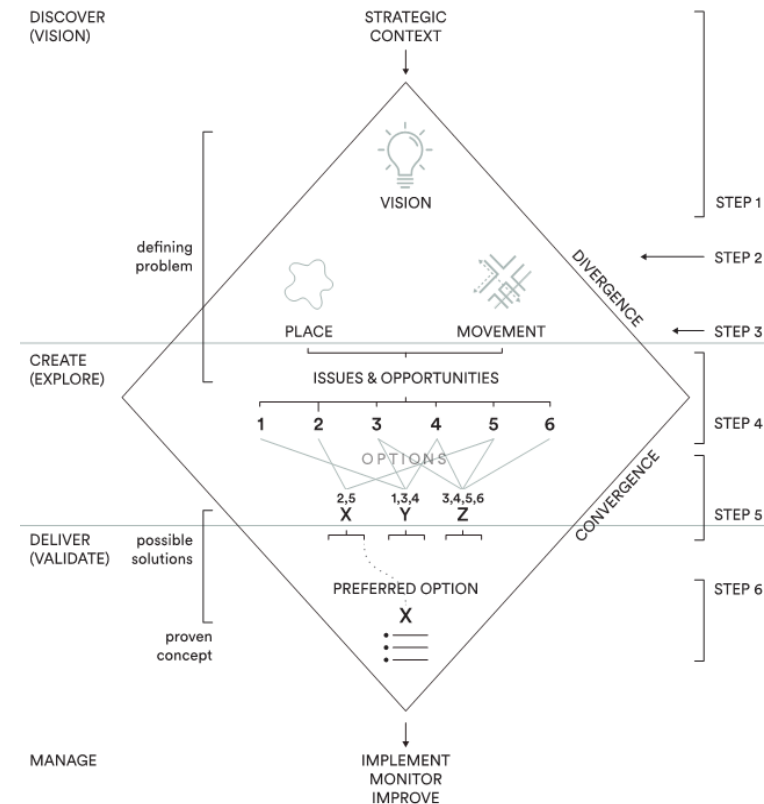 DISCOVER
(VISION)
STRATEGIC
CONTEXT
VISION
STEP 1
defining
problem
STEP 2
DIVERGENCE
PLACE
MOVEMENT
STEP 3
CREATE
(EXPLORE)
ISSUES & OPPORTUNITIES
1 2 3 4 5 6
STEP 4
OPTIONS
2,5 1,3,4 3,4,5,6
X Y Z
CONVERGENCE
STEP 5
DELIVER
(VALIDATE)
possible
solutions
PREFERRED OPTION
X
STEP 6
proven
concept
MANAGE
IMPLEMENT
MONITOR
IMPROVE